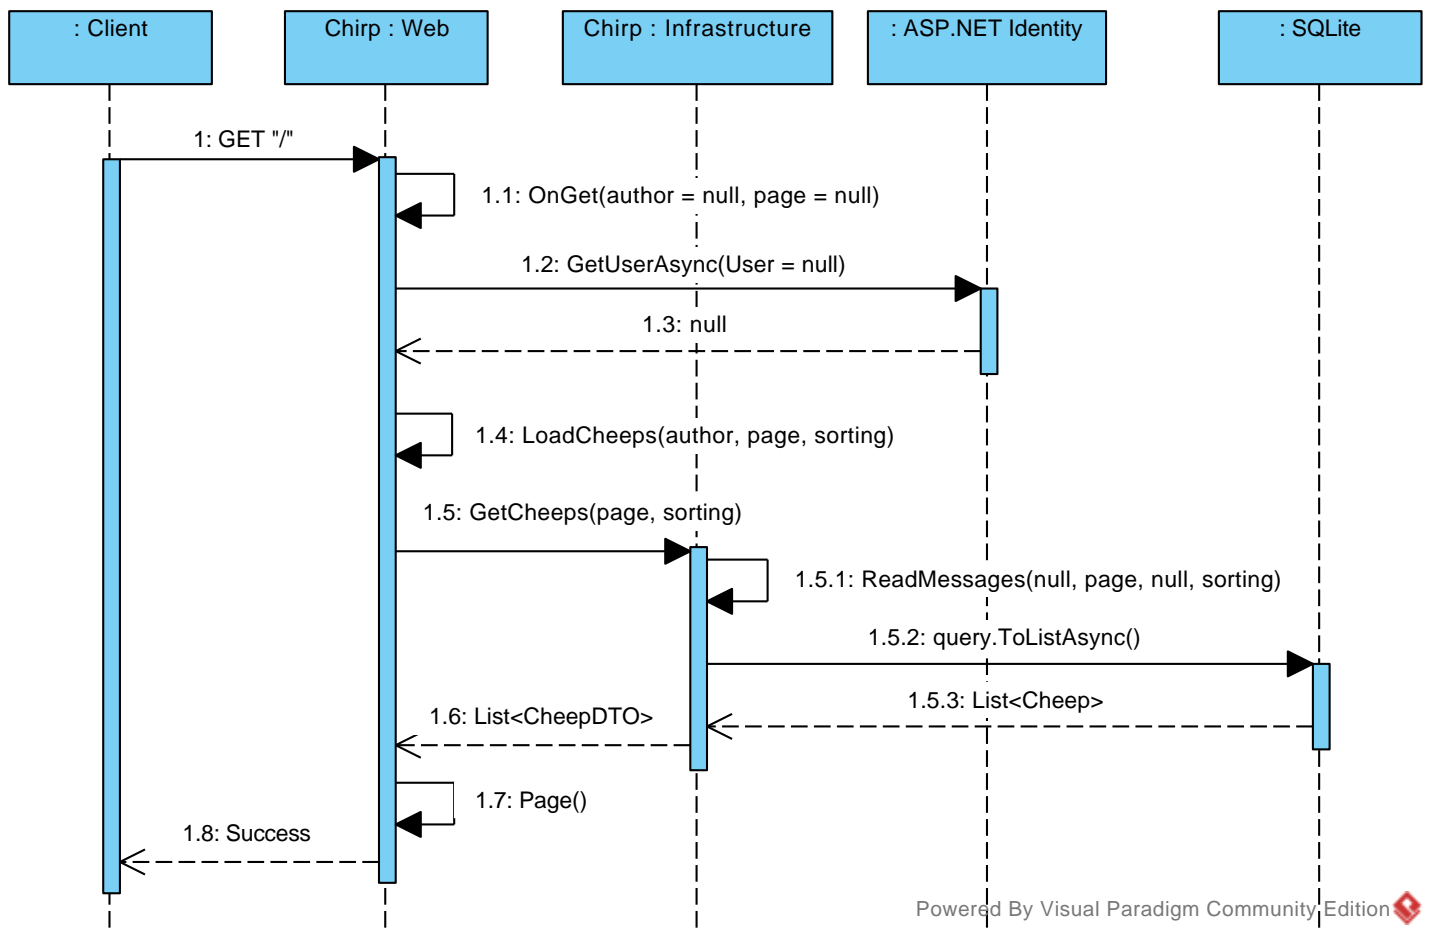 : Client
Chirp : Web
Chirp : Infrastructure
: ASP.NET Identity
: SQLite
1: GET "/"
1.1: OnGet(author = null, page = null)
1.2: GetUserAsync(User = null)
1.3: null
1.4: LoadCheeps(author, page, sorting)
1.5: GetCheeps(page, sorting)
1.5.1: ReadMessages(null, page, null, sorting)
1.5.2: query.ToListAsync()
1.5.3: List<Cheep>
1.6: List<CheepDTO>
1.7: Page()
1.8: Success
Powered By Visual Paradigm Community Edition